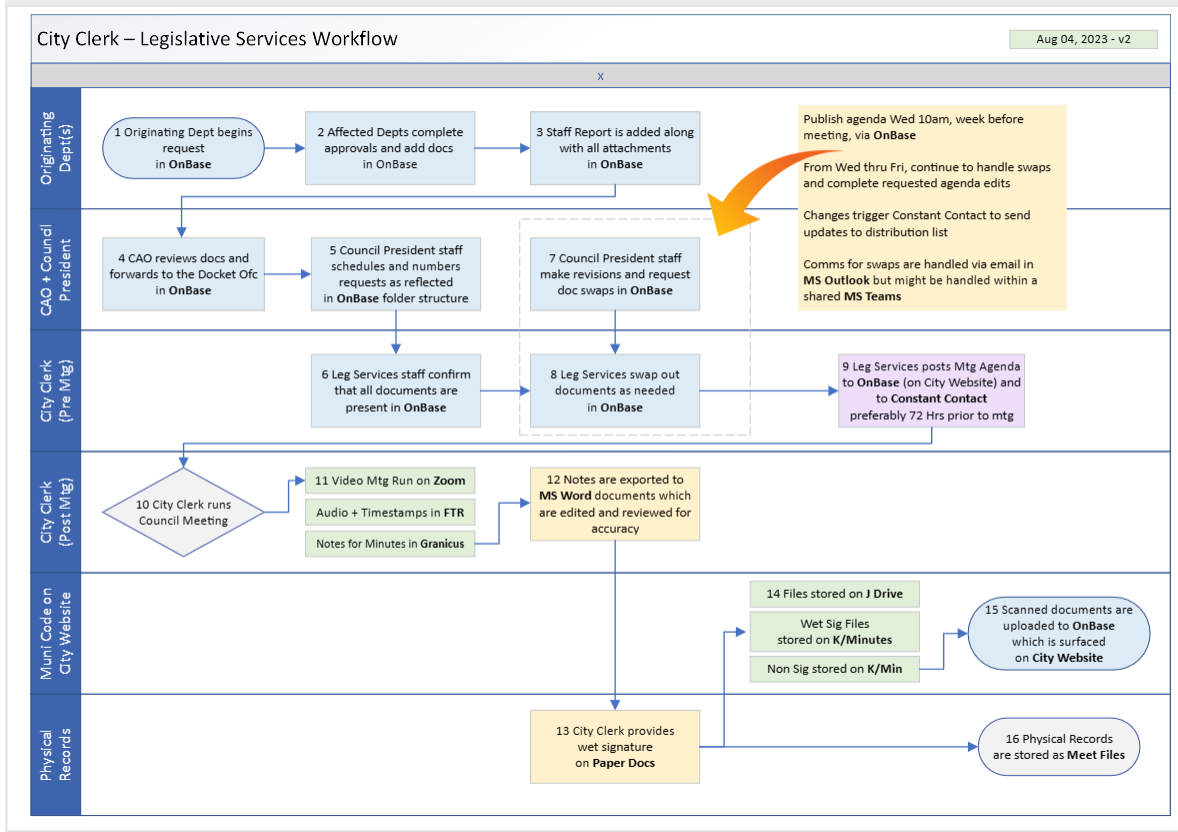 City Clerk – Legislative Services Workflow
Aug 04, 2023 - v2
x
Originating
Dept(s)
1 Originating Dept begins
request
in OnBase
2 Affected Depts complete
approvals and add docs
in OnBase
3 Staff Report is added along
with all attachments
in OnBase
Publish agenda Wed 10am, week before
meeting, via OnBase
From Wed thru Fri, continue to handle swaps
and complete requested agenda edits
Changes trigger Constant Contact to send
updates to distribution list
Comms for swaps are handled via email in
MS Outlook but might be handled within a
shared MS Teams
CAO + Council
President
4 CAO reviews docs and
forwards to the Docket Ofc
in OnBase
5 Council President staff
schedules and numbers
requests as reflected
in OnBase folder structure
7 Council President staff
make revisions and request
doc swaps in OnBase
City Clerk
(Pre Mtg)
6 Leg Services staff confirm
that all documents are
present in OnBase
8 Leg Services swap out
documents as needed
in OnBase
9 Leg Services posts Mtg Agenda
to OnBase (on City Website) and
to Constant Contact
preferably 72 Hrs prior to mtg
City Clerk
(Post Mtg)
10 City Clerk runs
Council Meeting
11 Video Mtg Run on Zoom
Audio + Timestamps in FTR
Notes for Minutes in Granicus
12 Notes are exported to
MS Word documents which
are edited and reviewed for
accuracy
Muni Code on
City Website
14 Files stored on J Drive
Wet Sig Files
stored on K/Minutes
Non Sig stored on K/Min
15 Scanned documents are
uploaded to OnBase
which is surfaced
on City Website
Physical
Records
13 City Clerk provides
wet signature
on Paper Docs
16 Physical Records
are stored as Meet Files